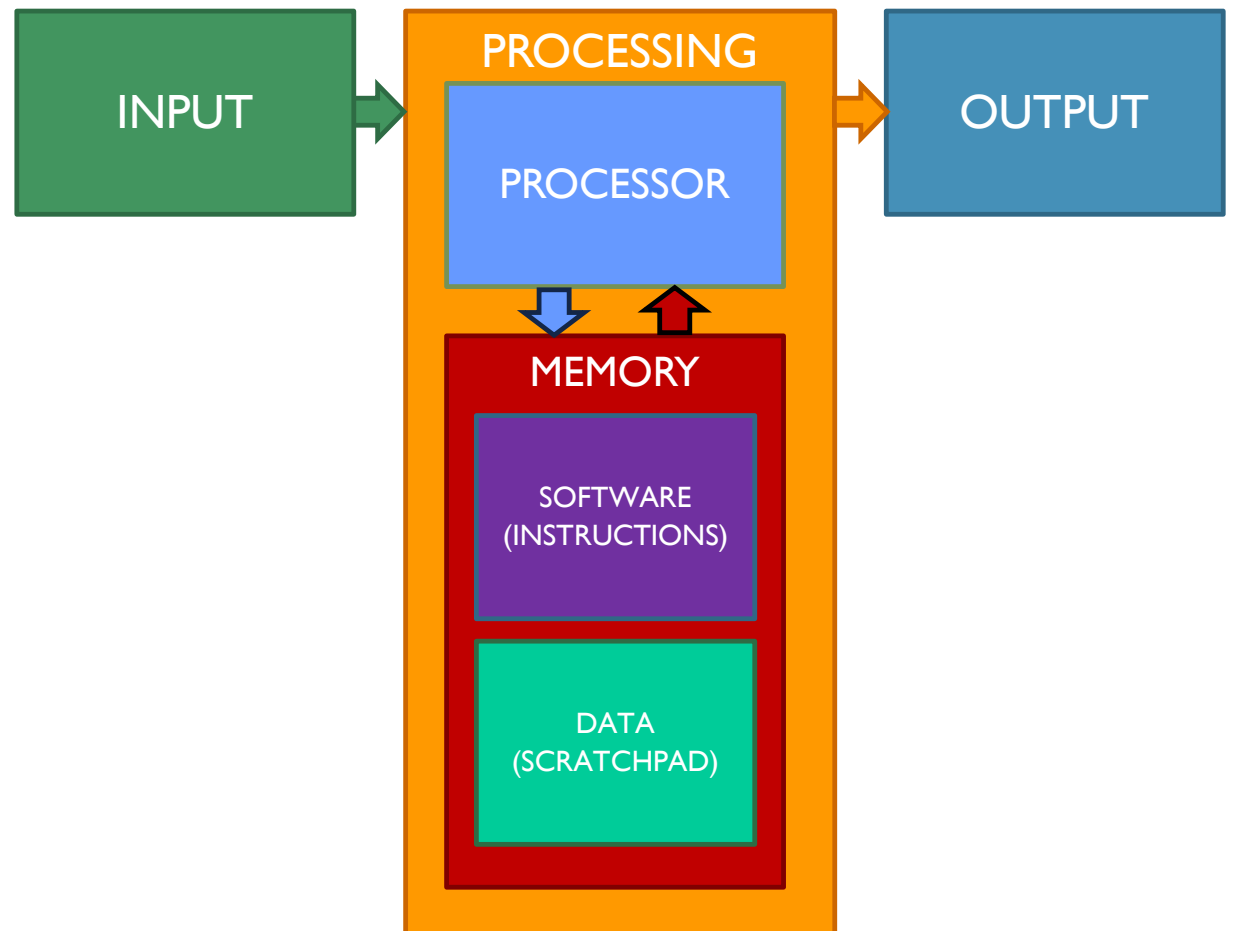 PROCESSING
INPUT
OUTPUT
PROCESSOR
MEMORY
SOFTWARE
(INSTRUCTIONS)
DATA
(SCRATCHPAD)